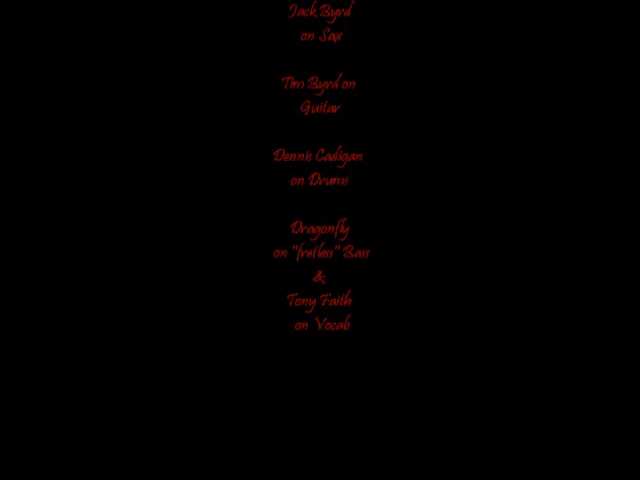 Jack Byrd
on Sax
Tim Byrd on
Guitar
Dennis Cadigan
on Drums
Dragonfly
on "fretless" Bass
&
Tony Faith
on Vocals